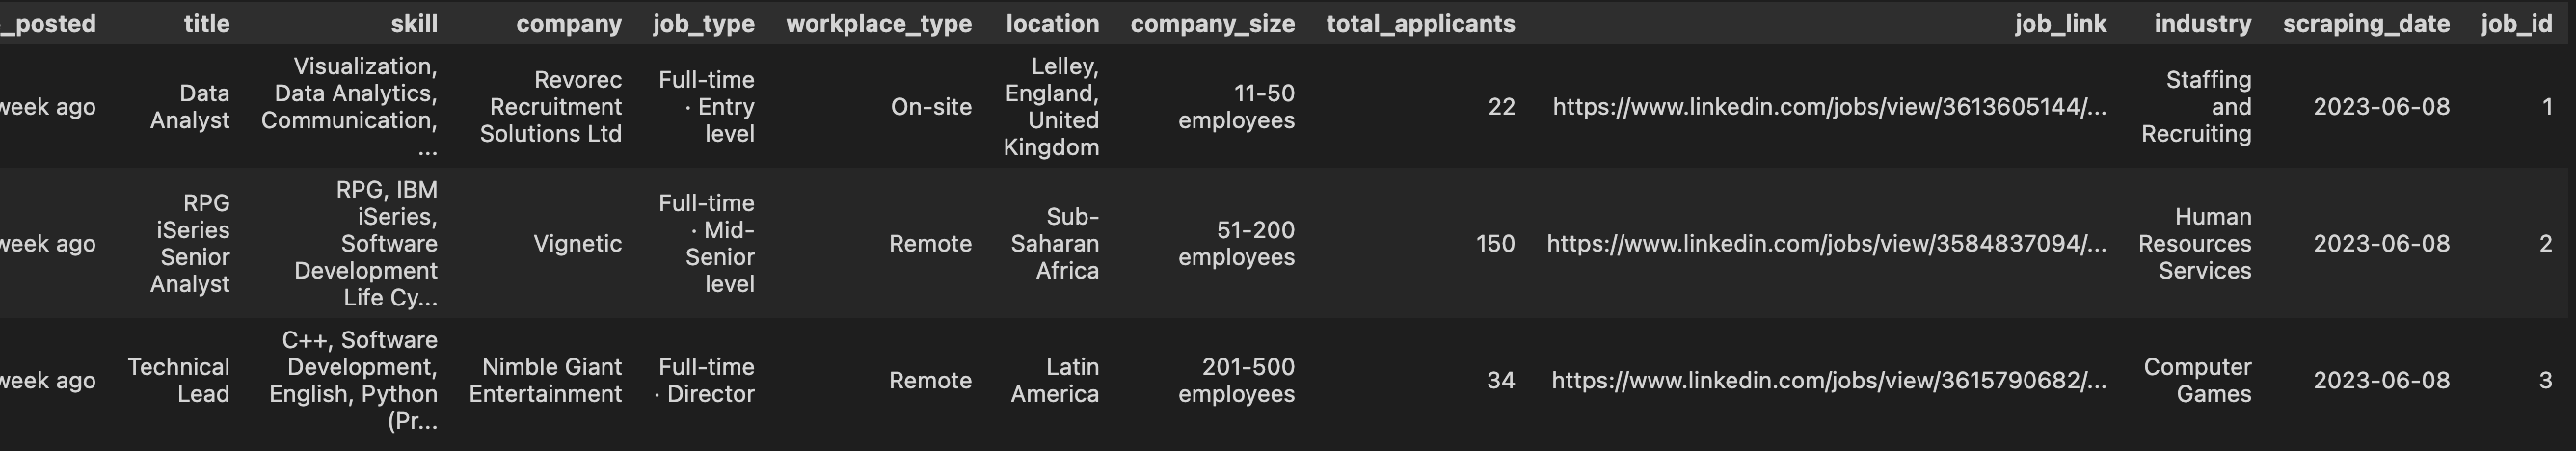 _posted title skill company job_type workplace_type location company_size total_applicants job_link industry scraping_date job_id
week ago
Data
Analyst
Visualization,
Data Analytics,
Communication,
...
Revorec
Recruitment
Solutions Ltd
Full-time
· Entry
level
On-site
Lelley,
England,
United
Kingdom
11-50
employees
22
https://www.linkedin.com/jobs/view/3613605144/...
Staffing
and
Recruiting
2023-06-08
1
week ago
RPG
iSeries
Senior
Analyst
RPG, IBM
iSeries,
Software
Development
Life Cy...
Vignetic
Full-time
· Mid-
Senior
level
Remote
Sub-
Saharan
Africa
51-200
employees
150
https://www.linkedin.com/jobs/view/3584837094/...
Human
Resources
Services
2023-06-08
2
week ago
Technical
Lead
C++, Software
Development,
English, Python
(Pr...
Nimble Giant
Entertainment
Full-time
· Director
Remote
Latin
America
201-500
employees
34
https://www.linkedin.com/jobs/view/3615790682/...
Computer
Games
2023-06-08
3